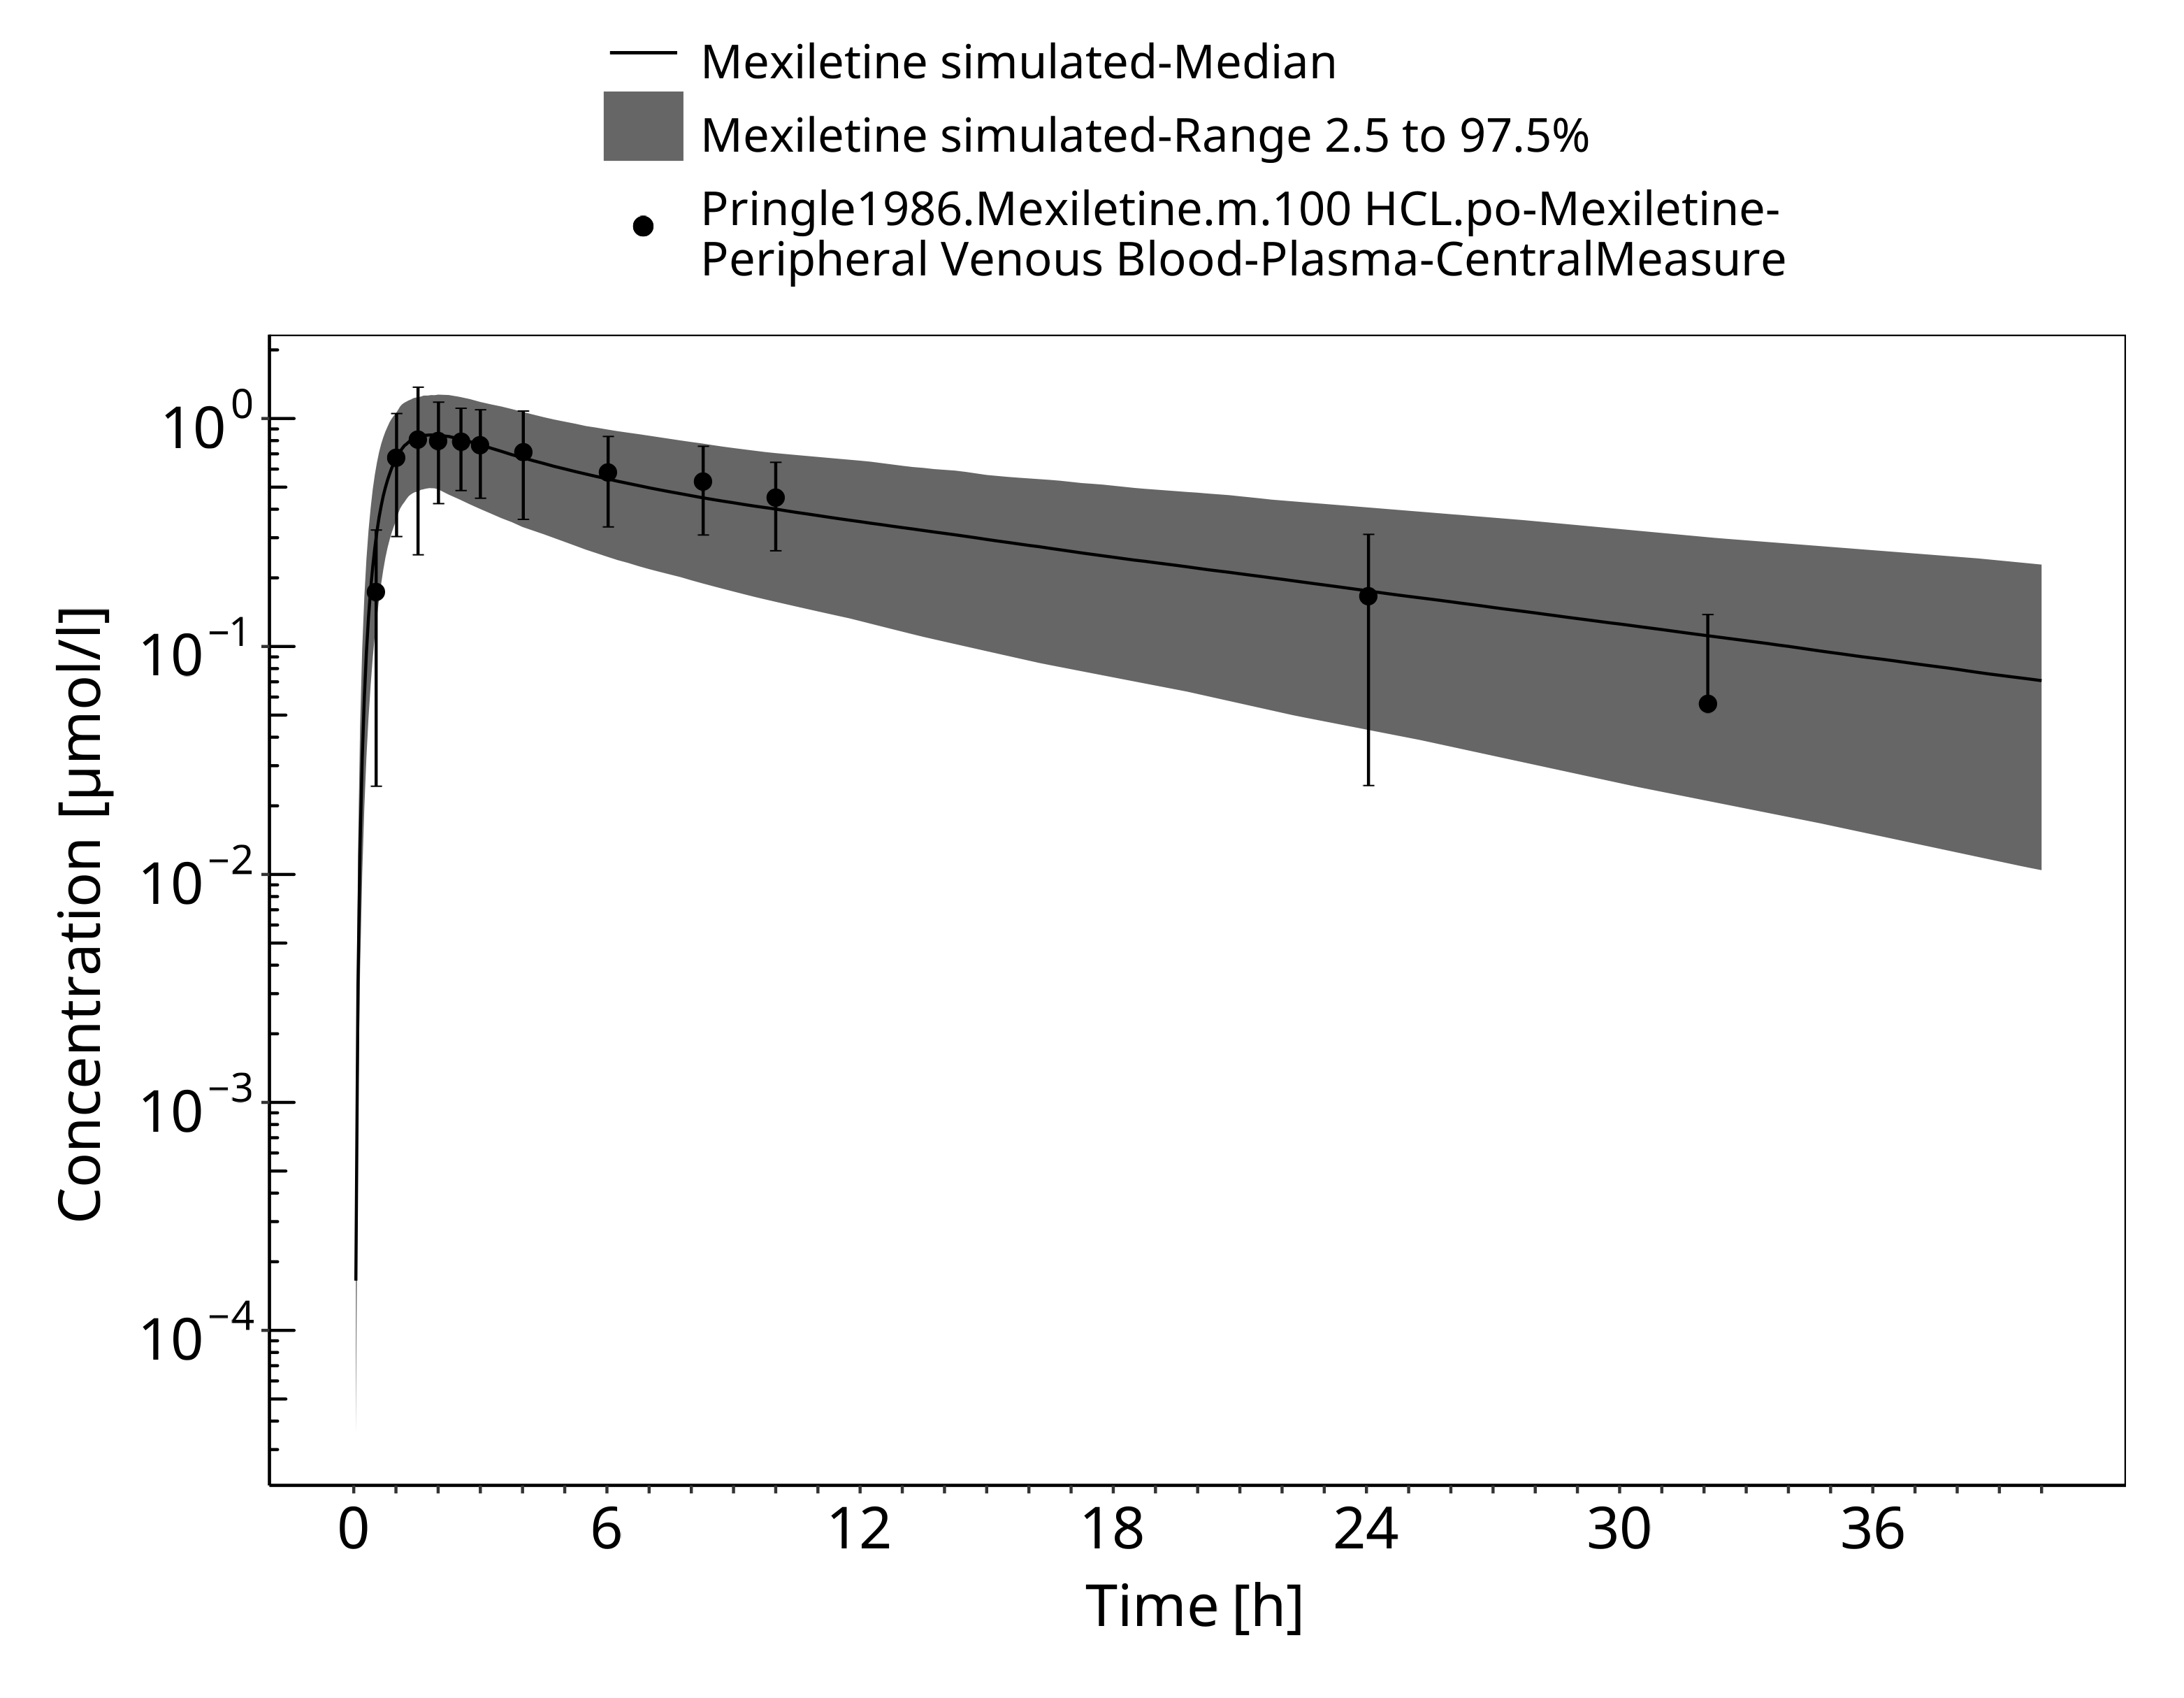 Mexiletine simulated-Median
Mexiletine simulated-Range 2.5 to 97.5%
Pringle1986.Mexiletine.m.100 HCL.po-Mexiletine-
Peripheral Venous Blood-Plasma-CentralMeasure
Concentration [µmol/l]
10⁰
10⁻¹
10⁻²
10⁻³
10⁻⁴
0 6 12 18 24 30 36
Time [h]